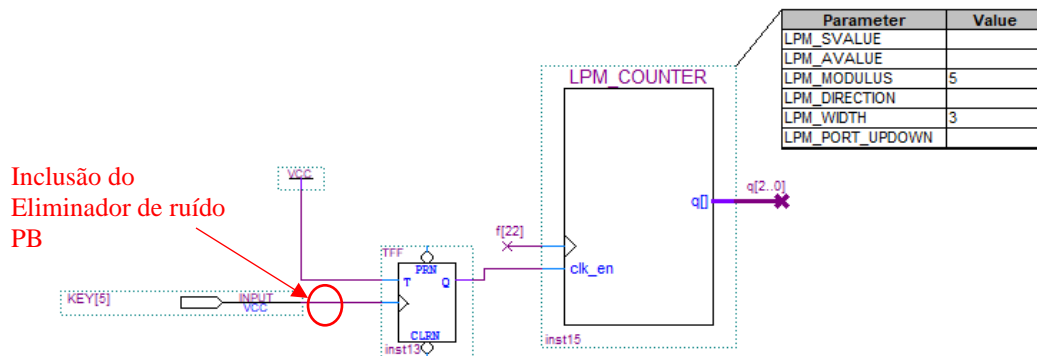 Parameter Value
LPM_SVALUE
LPM_AVALUE
LPM_MODULUS 5
LPM_DIRECTION
LPM_WIDTH 3
LPM_PORT_UPDOWN
LPM_COUNTER
Inclusão do
Eliminador de ruído
PB
VCC
q[2..0]
q[]
f[22]
TFF
PRN
T Q
clk_en
KEY[5]
INPUT
VCC
CLRN
inst13
inst15